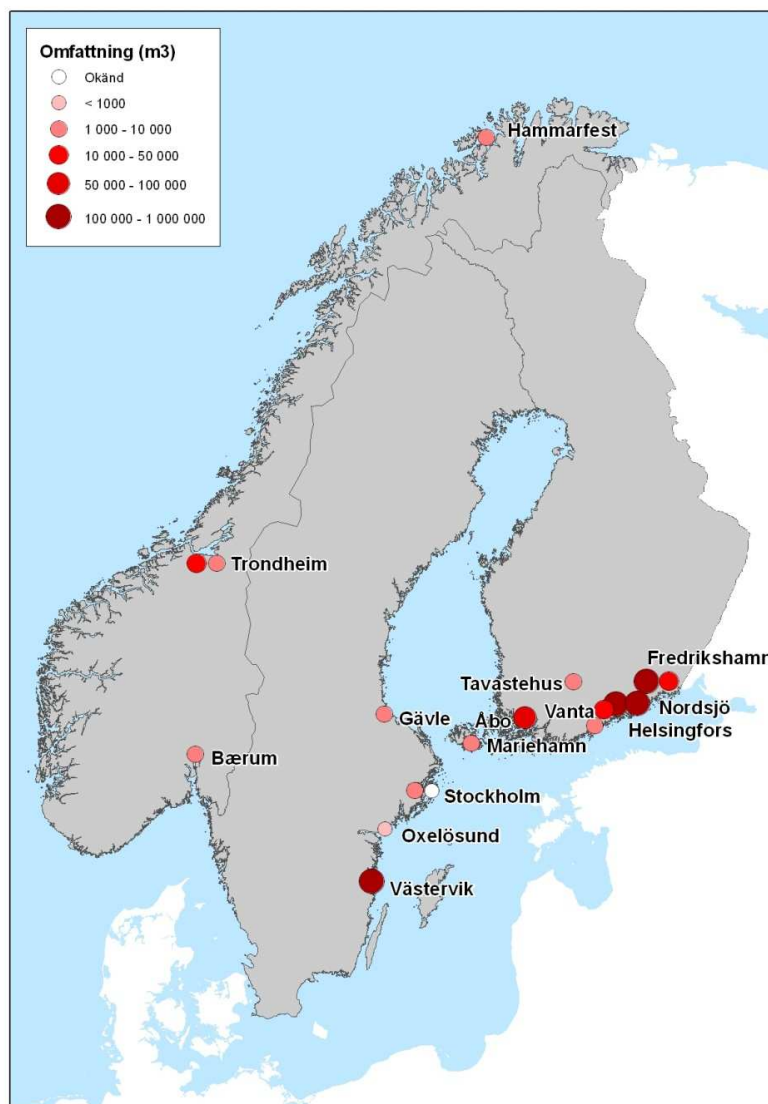 Omfattning (m3)
Okänd
< 1000
1 000 - 10 000
10 000 - 50 000
50 000 - 100 000
100 000 - 1 000 000
Hammarfest
Trondheim
Fredrikshamn
Tavastehus
Nordsjö
Vanta
Åbo
Gävle
Helsingfors
Mariehamn
Bærum
Stockholm
Oxelösund
Västervik